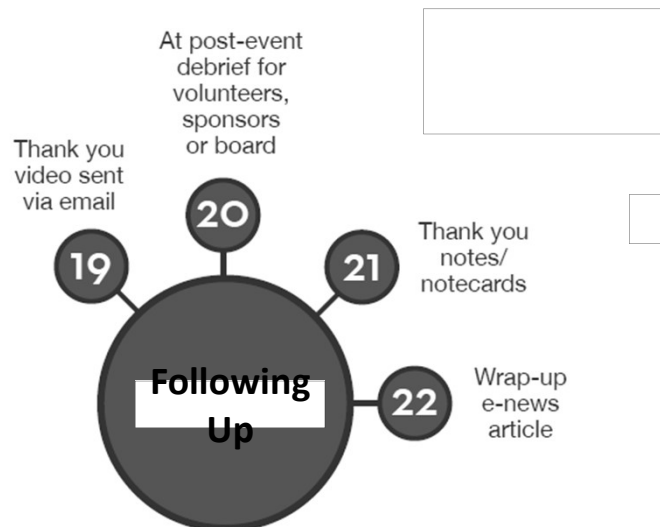 At post-event
debrief for
volunteers,
sponsors
or board
Thank you
video sent
via email
20
19
21
Thank you
notes/
notecards
Following
Up
22
Wrap-up
e-news
article